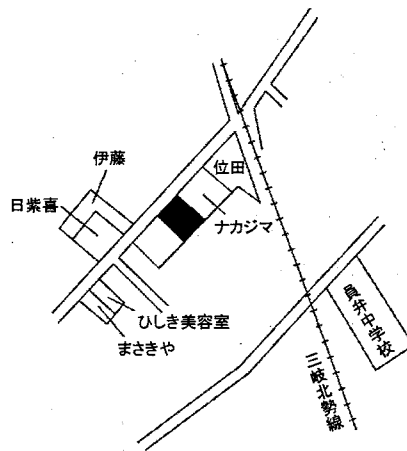 伊藤
位田
日紫喜
ナカジマ
ひしき美容室
まさきや
員弁中学校
三岐北勢線